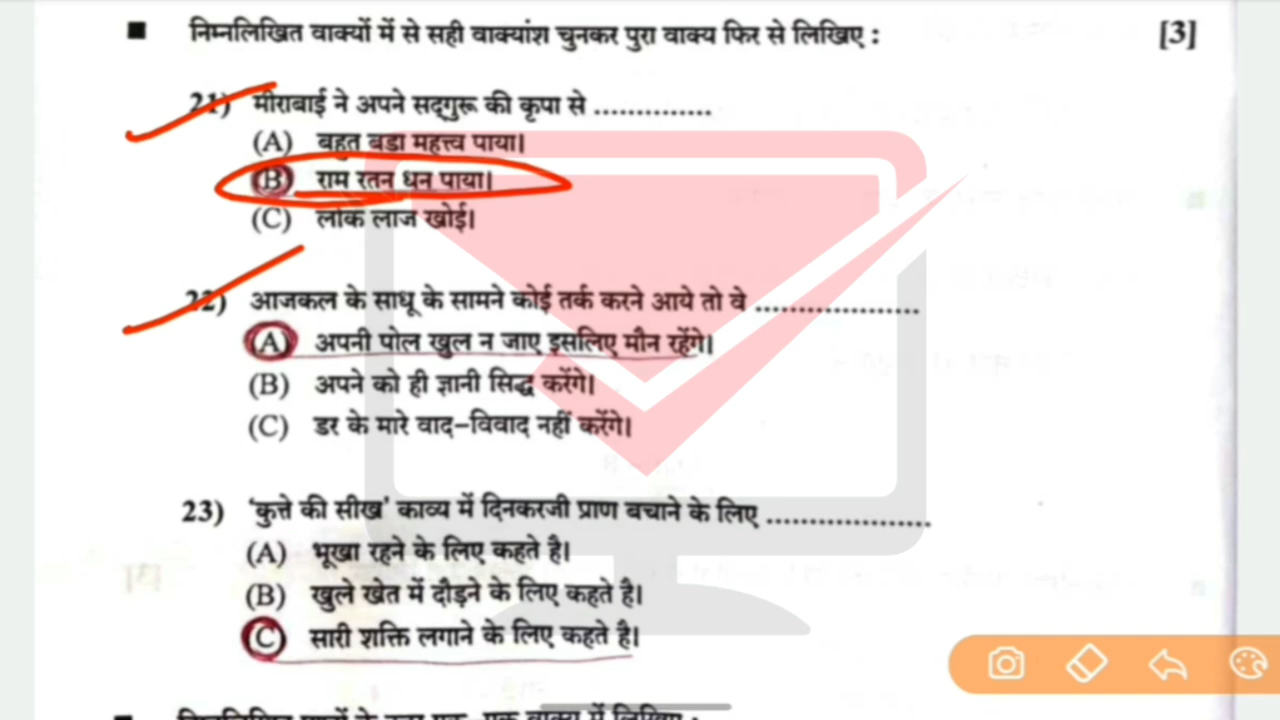 ■ निम्नलिखित वाक्यों में से सही वाक्यांश चुनकर पुरा वाक्य फिर से लिखिए : [3]
21) मीराबाई ने अपने सद्गुरू की कृपा से ..............
(A) बहुत बडा महत्त्व पाया।
(B) राम रतन धन पाया।
(C) लोक लाज खोई।
22) आजकल के साधू के सामने कोई तर्क करने आये तो वे ...................
(A) अपनी पोल खुल न जाए इसलिए मौन रहेंगे।
(B) अपने को ही ज्ञानी सिद्ध करेंगे।
(C) डर के मारे वाद-विवाद नहीं करेंगे।
23) 'कुत्ते की सीख' काव्य में दिनकरजी प्राण बचाने के लिए ...................
(A) भूखा रहने के लिए कहते है।
(B) खुले खेत में दौड़ने के लिए कहते है।
(C) सारी शक्ति लगाने के लिए कहते है।